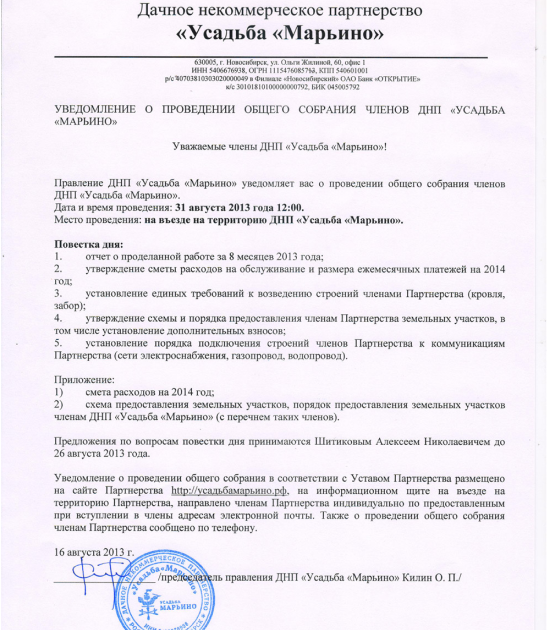 Дачное некоммерческое партнерство
«Усадьба «Марьино»
630005, г. Новосибирск, ул. Ольги Жилиной, 60, офис 1
ИНН 5406676938, ОГРН 1115476085752, КПП 540601001
р/с 40703810303020000049 в Филиале «Новосибирский» ОАО Банк «ОТКРЫТИЕ»
к/с 30101810100000000792, БИК 045005792
УВЕДОМЛЕНИЕ О ПРОВЕДЕНИИ ОБЩЕГО СОБРАНИЯ ЧЛЕНОВ ДНП «УСАДЬБА
«МАРЬИНО»
Уважаемые члены ДНП «Усадьба «Марьино»!
Правление ДНП «Усадьба «Марьино» уведомляет вас о проведении общего собрания членов
ДНП «Усадьба «Марьино».
Дата и время проведения: 31 августа 2013 года 12:00.
Место проведения: на въезде на территорию ДНП «Усадьба «Марьино».
Повестка дня:
1. отчет о проделанной работе за 8 месяцев 2013 года;
2. утверждение сметы расходов на обслуживание и размера ежемесячных платежей на 2014
год;
3. установление единых требований к возведению строений членами Партнерства (кровля,
забор);
4. утверждение схемы и порядка предоставления членам Партнерства земельных участков, в
том числе установление дополнительных взносов;
5. установление порядка подключения строений членов Партнерства к коммуникациям
Партнерства (сети электроснабжения, газопровод, водопровод).
Приложение:
1) смета расходов на 2014 год;
2) схема предоставления земельных участков, порядок предоставления земельных участков
членам ДНП «Усадьба «Марьино» (с перечнем таких членов).
Предложения по вопросам повестки дня принимаются Шитиковым Алексеем Николаевичем до
26 августа 2013 года.
Уведомление о проведении общего собрания в соответствии с Уставом Партнерства размещено
на сайте Партнерства http://усадьбамарьино.рф, на информационном щите на въезде на
территорию Партнерства, направлено членам Партнерства индивидуально по предоставленным
при вступлении в члены адресам электронной почты. Также о проведении общего собрания
членам Партнерства сообщено по телефону.
16 августа 2013 г.
/председатель правления ДНП «Усадьба «Марьино» Килин О. П./
ДАЧНОЕ НЕКОММЕРЧЕСКОЕ ПАРТНЕРСТВО
«Усадьба «Марьино»
УСАДЬБА
МАРЬИНО